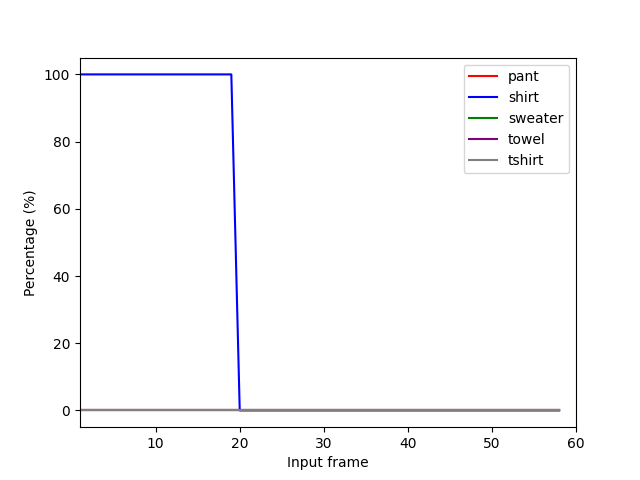 100
80
60
40
20
0
10 20 30 40 50 60
Percentage (%)
Input frame
pant
shirt
sweater
towel
tshirt